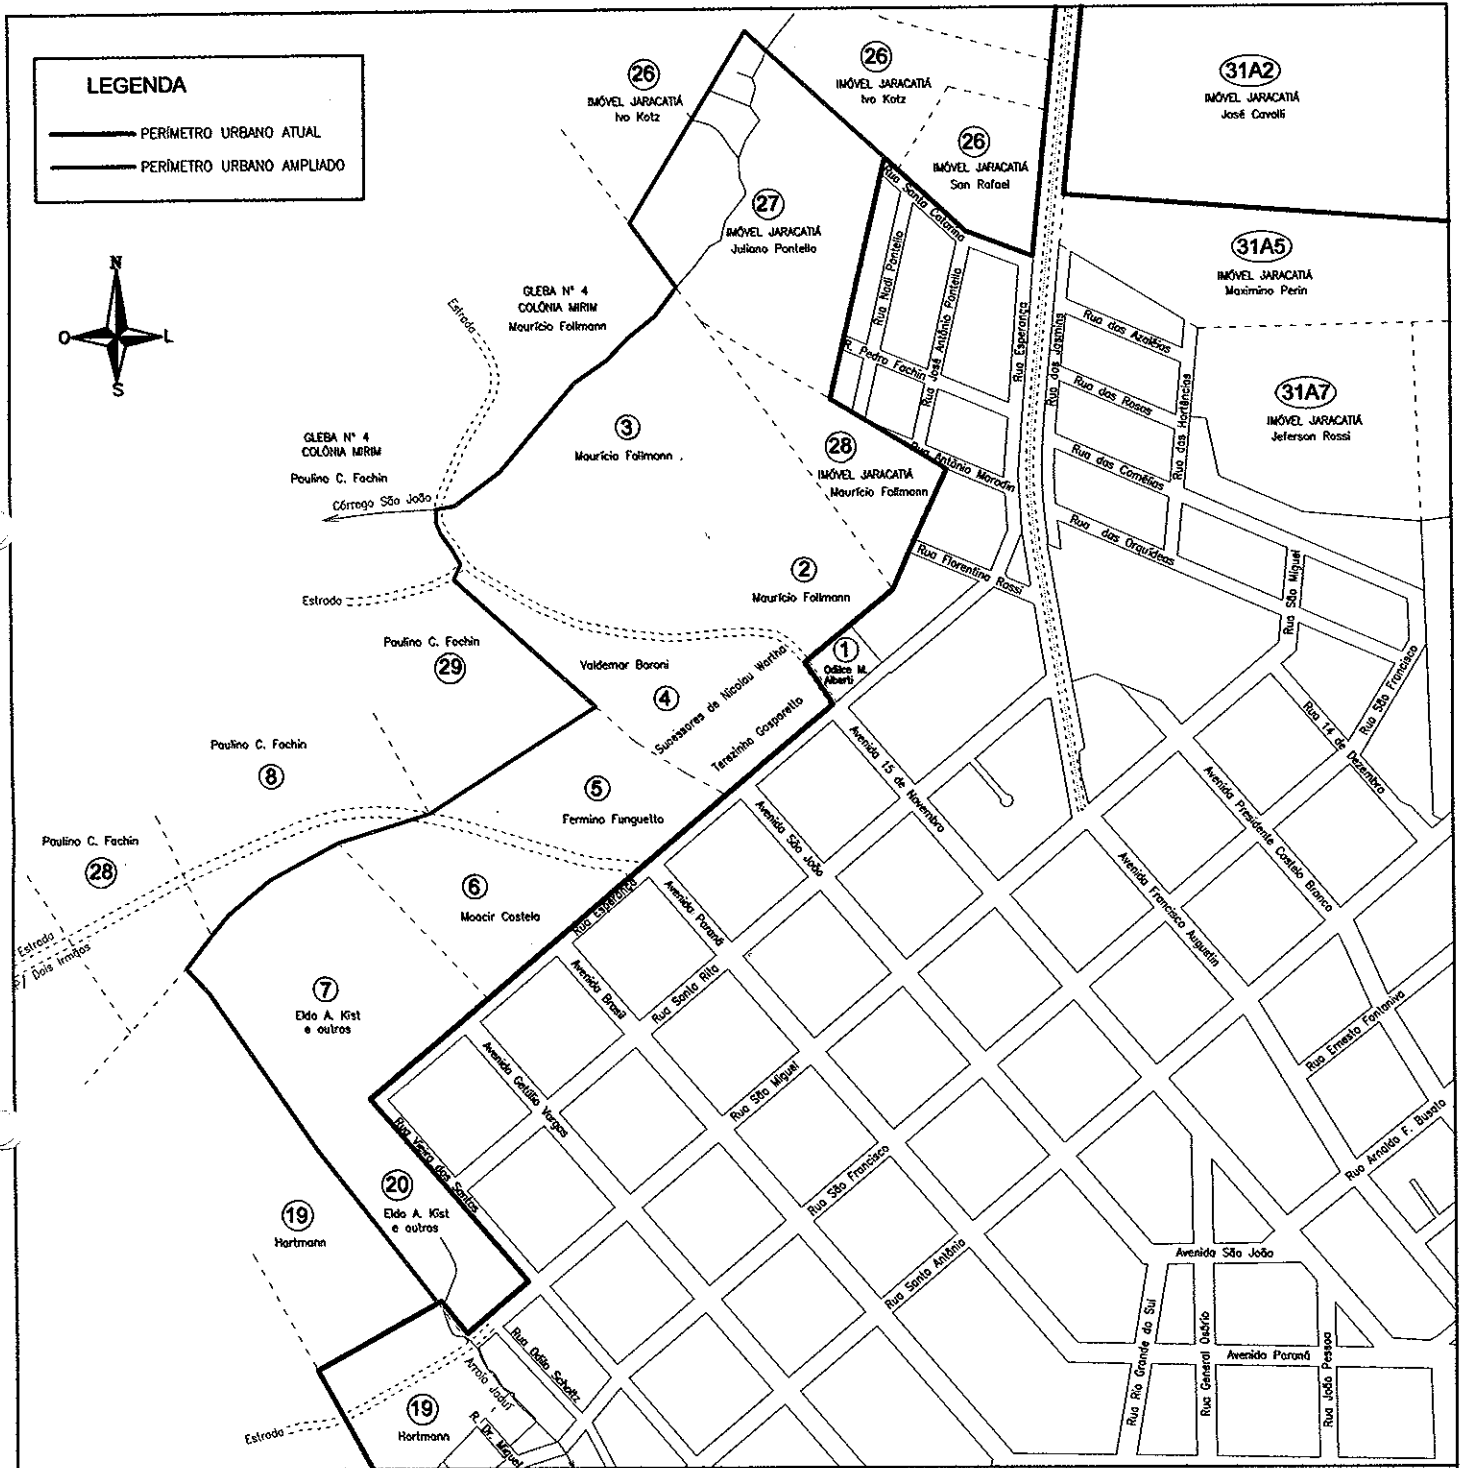 LEGENDA
PERÍMETRO URBANO ATUAL
PERÍMETRO URBANO AMPLIADO
N
O
L
S
26
IMÓVEL JARACATIÁ
Ivo Kotz
26
IMÓVEL JARACATIÁ
Ivo Kotz
26
IMÓVEL JARACATIÁ
San Rafael
31A2
IMÓVEL JARACATIÁ
José Cavalli
27
IMÓVEL JARACATIÁ
Juliano Pontello
31A5
IMÓVEL JARACATIÁ
Maximino Perin
31A7
IMÓVEL JARACATIÁ
Jeferson Rossi
GLEBA N° 4
COLÔNIA MIRIM
Maurício Follmann
Estrada
3
Maurício Follmann
GLEBA N° 4
COLÔNIA MIRIM
Paulino C. Fachin
Córrego São João
28
IMÓVEL JARACATIÁ
Maurício Follmann
2
Maurício Follmann
Estrada
Paulino C. Fachin
29
1
Odilce M.
Alberti
Valdemar Baroni
4
Sucessores de Nicolau Wartha
Terezinha Gasparetto
Paulino C. Fachin
8
5
Fermino Funguetto
Paulino C. Fachin
28
6
Moacir Castela
Estrada
P/ Dois Irmãos
7
Eldo A. Kist
e outros
20
Eldo A. Kist
e outros
19
Hartmann
19
Hartmann
Estrada
Arroio Jaduí
Rua Santa Catarina
Rua Nadi Pontello
Rua José Antônio Pontello
R. Pedro Fachin
Rua Esperança
Rua dos Jasmins
Rua das Azaléias
Rua das Rosas
Rua das Hortências
Rua das Camélias
Rua das Orquídeas
Rua Antônio Marodin
Rua Florentino Rossi
Rua São Miguel
Rua São Francisco
Rua 14 de Dezembro
Avenida 15 de Novembro
Avenida Presidente Castelo Branco
Avenida Francisco Augustin
Avenida São João
Avenida Paraná
Rua Esperança
Avenida Brasil
Rua Santa Rita
Avenida Getúlio Vargas
Rua São Miguel
Rua Vieira dos Santos
Rua São Francisco
Rua Santo Antônio
Rua Ernesto Fontaniva
Rua Arnaldo F. Busato
Avenida São João
Avenida Paraná
Rua Rio Grande do Sul
Rua General Osório
Rua João Pessoa
Rua Odilo Scholtz
R. Dr. Miguel